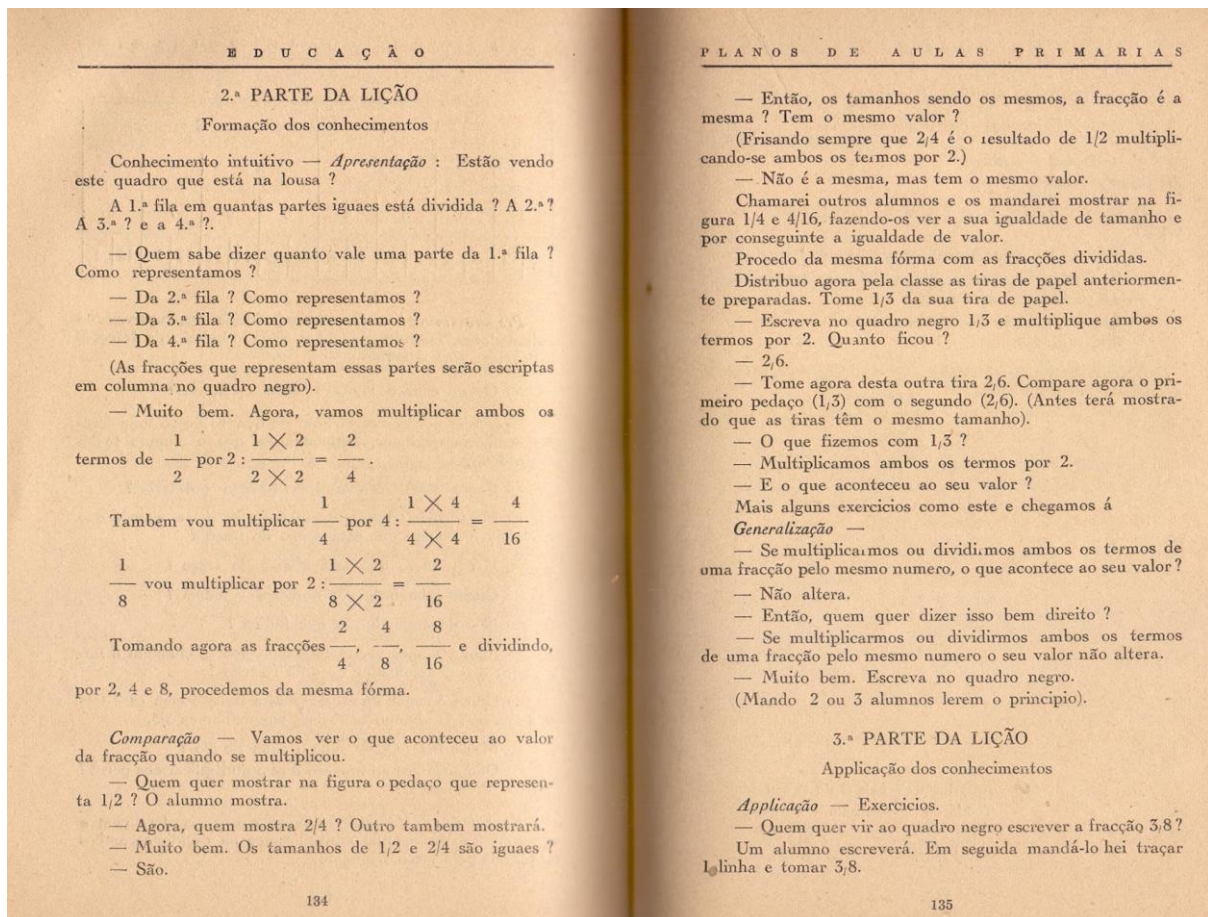 EDUCAÇÃO
2.ª PARTE DA LIÇÃO
Formação dos conhecimentos
Conhecimento intuitivo — Apresentação : Estão vendo
este quadro que está na lousa ?
A 1.ª fila em quantas partes iguaes está dividida ? A 2.ª ?
A 3.ª ? e a 4.ª ?.
— Quem sabe dizer quanto vale uma parte da 1.ª fila ?
Como representamos ?
— Da 2.ª fila ? Como representamos ?
— Da 3.ª fila ? Como representamos ?
— Da 4.ª fila ? Como representamos ?
(As fracções que representam essas partes serão escriptas
em columna no quadro negro).
— Muito bem. Agora, vamos multiplicar ambos os
termos de 1/2 por 2 : 1 × 2 / 2 × 2 = 2/4 .
Tambem vou multiplicar 1/4 por 4 : 1 × 4 / 4 × 4 = 4/16
1/8 vou multiplicar por 2 : 1 × 2 / 8 × 2 = 2/16
Tomando agora as fracções 2/4, 4/8, 8/16 e dividindo,
por 2, 4 e 8, procedemos da mesma fórma.
Comparação — Vamos ver o que aconteceu ao valor
da fracção quando se multiplicou.
— Quem quer mostrar na figura o pedaço que represen-
ta 1/2 ? O alumno mostra.
— Agora, quem mostra 2/4 ? Outro tambem mostrará.
— Muito bem. Os tamanhos de 1/2 e 2/4 são iguaes ?
— São.
134
PLANOS DE AULAS PRIMARIAS
— Então, os tamanhos sendo os mesmos, a fracção é a
mesma ? Tem o mesmo valor ?
(Frisando sempre que 2/4 é o resultado de 1/2 multipli-
cando-se ambos os termos por 2.)
— Não é a mesma, mas tem o mesmo valor.
Chamarei outros alumnos e os mandarei mostrar na fi-
gura 1/4 e 4/16, fazendo-os ver a sua igualdade de tamanho e
por conseguinte a igualdade de valor.
Procedo da mesma fórma com as fracções divididas.
Distribuo agora pela classe as tiras de papel anteriormen-
te preparadas. Tome 1/3 da sua tira de papel.
— Escreva no quadro negro 1/3 e multiplique ambos os
termos por 2. Quanto ficou ?
— 2/6.
— Tome agora desta outra tira 2/6. Compare agora o pri-
meiro pedaço (1/3) com o segundo (2/6). (Antes terá mostra-
do que as tiras têm o mesmo tamanho).
— O que fizemos com 1/3 ?
— Multiplicamos ambos os termos por 2.
— E o que aconteceu ao seu valor ?
Mais alguns exercicios como este e chegamos á
Generalização —
— Se multiplicarmos ou dividirmos ambos os termos de
uma fracção pelo mesmo numero, o que acontece ao seu valor ?
— Não altera.
— Então, quem quer dizer isso bem direito ?
— Se multiplicarmos ou dividirmos ambos os termos
de uma fracção pelo mesmo numero o seu valor não altera.
— Muito bem. Escreva no quadro negro.
(Mando 2 ou 3 alumnos lerem o principio).
3.ª PARTE DA LIÇÃO
Applicação dos conhecimentos
Applicação — Exercicios.
— Quem quer vir ao quadro negro escrever a fracção 3/8 ?
Um alumno escreverá. Em seguida mandá-lo hei traçar
1 linha e tomar 3/8.
135